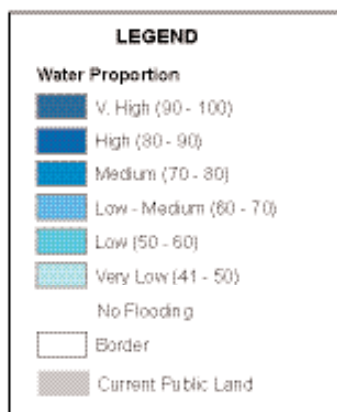 LEGEND
Water Proportion
V. High (90 - 100)
High (80 - 90)
Medium (70 - 80)
Low - Medium (60 - 70)
Low (50 - 60)
Very Low (41 - 50)
No Flooding
Border
Current Public Land